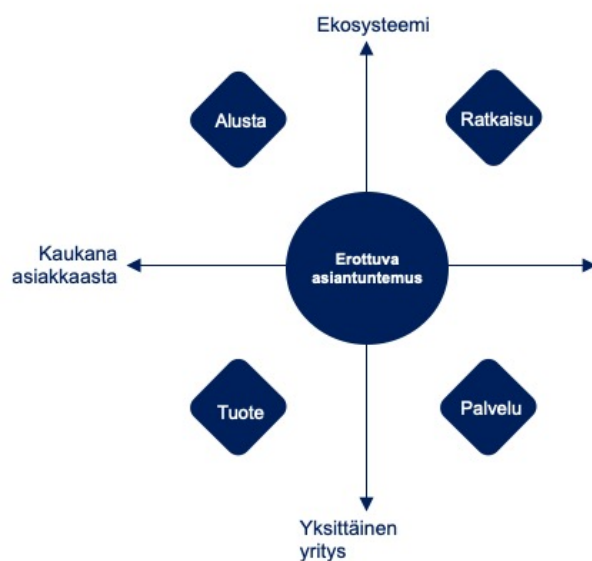 Ekosysteemi
Alusta
Ratkaisu
Kaukana
asiakkaasta
Erottuva
asiantuntemus
Tuote
Palvelu
Yksittäinen
yritys